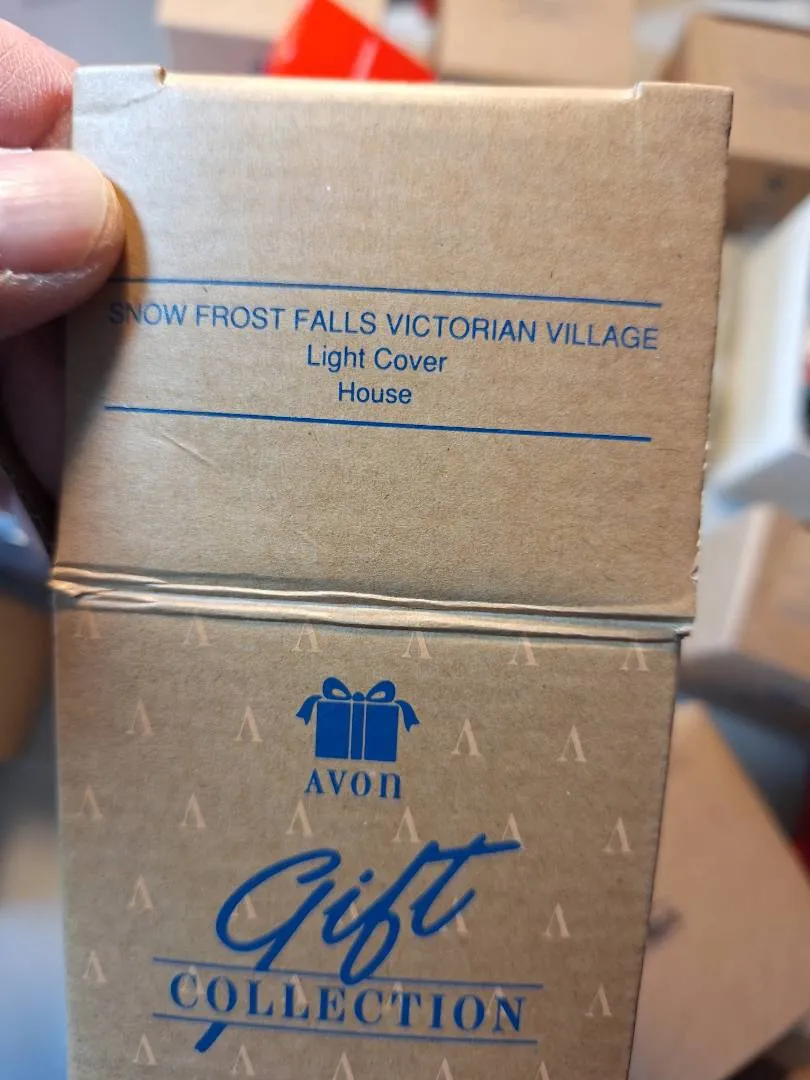 SNOW FROST FALLS VICTORIAN VILLAGE
Light Cover
House
AVON
Gift
COLLECTION